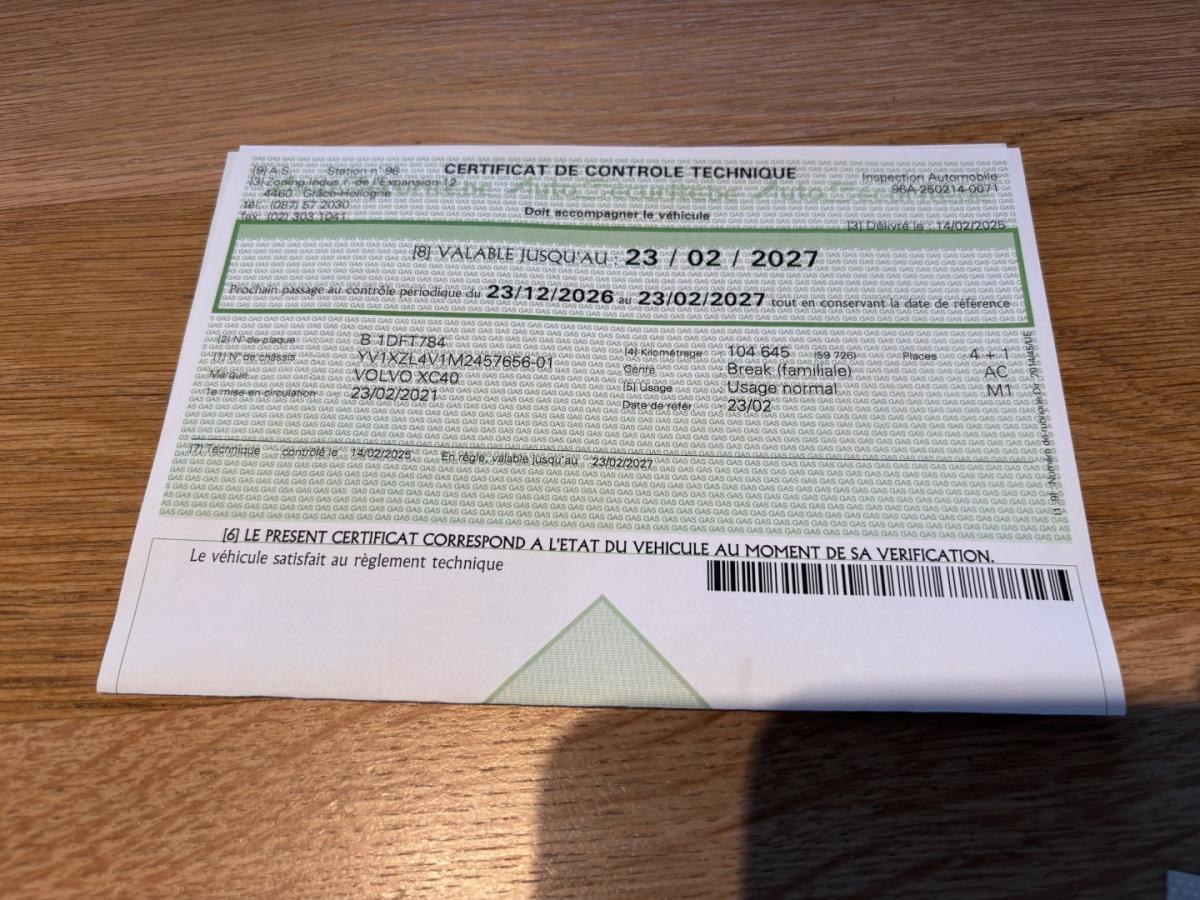 [9] A.S. Station n° 96
[3] Zoning Indust. de l'Expansion 12
4460 Grâce-Hollogne
tél.: (087) 57 2030
fax: (02) 303 1041
CERTIFICAT DE CONTROLE TECHNIQUE
Doit accompagner le véhicule
Inspection Automobile
96A-250214-0071
[3] Délivré le : 14/02/2025
[8] VALABLE JUSQU'AU : 23 / 02 / 2027
Prochain passage au contrôle périodique du 23/12/2026 au 23/02/2027 tout en conservant la date de référence
[2] N° de plaque B 1DFT784
[1] N° de châssis YV1XZL4V1M2457656-01
Marque VOLVO XC40
1e mise en circulation 23/02/2021
[4] Kilométrage 104 645 (59 726) Places 4 + 1
Genre Break (familiale) AC
[5] Usage Usage normal M1
Date de référ. 23/02
[7] Technique contrôlé le : 14/02/2025 En règle, valable jusqu'au 23/02/2027
[6] LE PRESENT CERTIFICAT CORRESPOND A L'ETAT DU VEHICULE AU MOMENT DE SA VERIFICATION.
Le véhicule satisfait au règlement technique